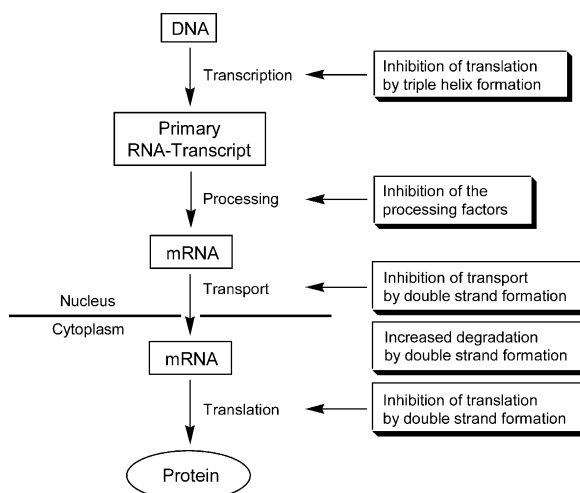 DNA
Transcription
Inhibition of translation
by triple helix formation
Primary
RNA-Transcript
Processing
Inhibition of the
processing factors
mRNA
Transport
Inhibition of transport
by double strand formation
Nucleus
Cytoplasm
Increased degradation
by double strand formation
mRNA
Translation
Inhibition of translation
by double strand formation
Protein